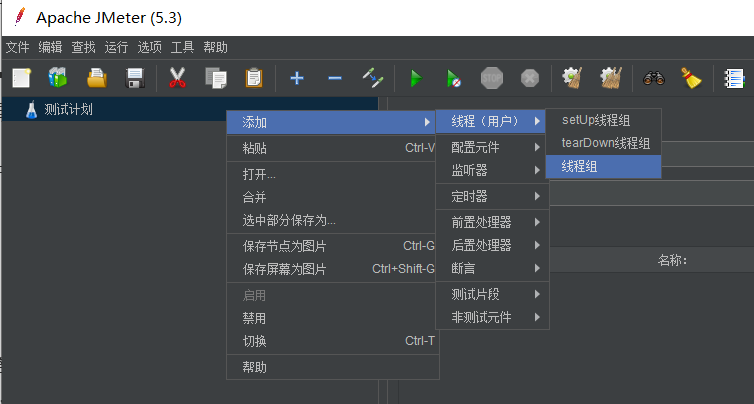 Apache JMeter (5.3)
文件 编辑 查找 运行 选项 工具 帮助
STOP
测试计划
添加
粘贴 Ctrl-V
打开...
合并
选中部分保存为...
保存节点为图片 Ctrl-G
保存屏幕为图片 Ctrl+Shift-G
启用
禁用
切换 Ctrl-T
帮助
线程（用户）
配置元件
监听器
定时器
前置处理器
后置处理器
断言
测试片段
非测试元件
setUp线程组
tearDown线程组
线程组
名称: